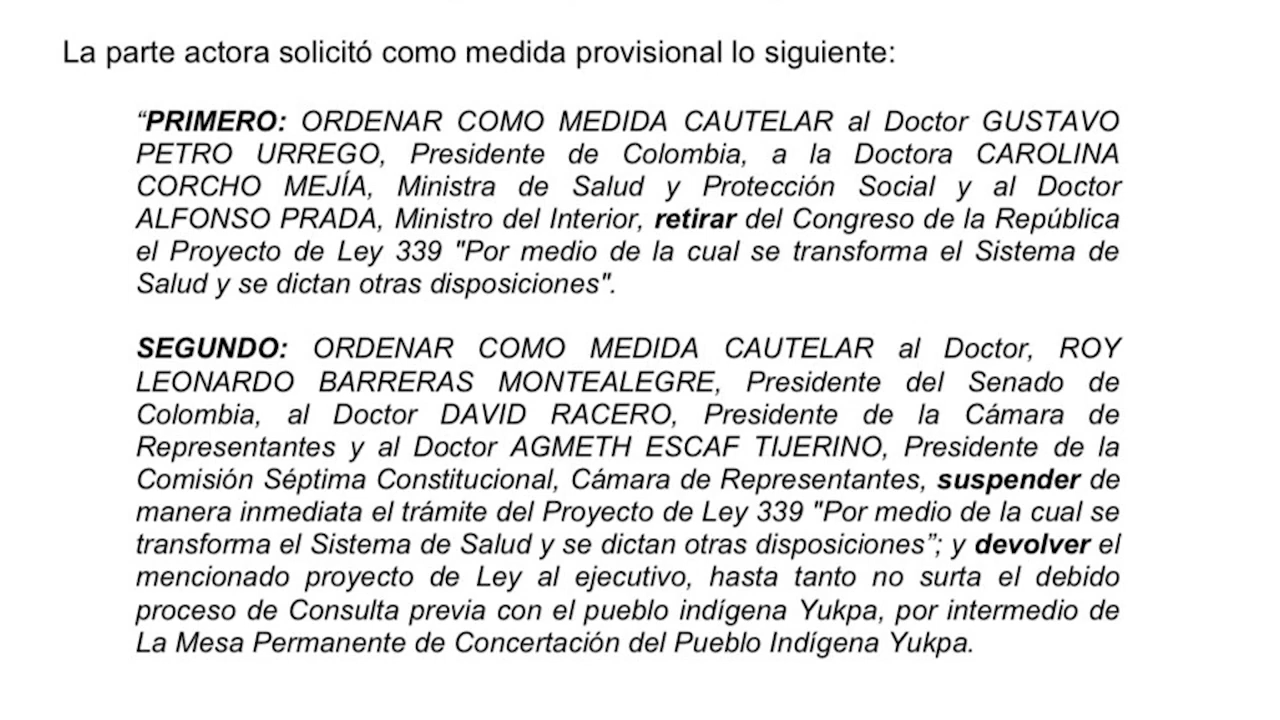 La parte actora solicitó como medida provisional lo siguiente:
“PRIMERO: ORDENAR COMO MEDIDA CAUTELAR al Doctor GUSTAVO
PETRO URREGO, Presidente de Colombia, a la Doctora CAROLINA
CORCHO MEJÍA, Ministra de Salud y Protección Social y al Doctor
ALFONSO PRADA, Ministro del Interior, retirar del Congreso de la República
el Proyecto de Ley 339 "Por medio de la cual se transforma el Sistema de
Salud y se dictan otras disposiciones".
SEGUNDO: ORDENAR COMO MEDIDA CAUTELAR al Doctor, ROY
LEONARDO BARRERAS MONTEALEGRE, Presidente del Senado de
Colombia, al Doctor DAVID RACERO, Presidente de la Cámara de
Representantes y al Doctor AGMETH ESCAF TIJERINO, Presidente de la
Comisión Séptima Constitucional, Cámara de Representantes, suspender de
manera inmediata el trámite del Proyecto de Ley 339 "Por medio de la cual se
transforma el Sistema de Salud y se dictan otras disposiciones”; y devolver el
mencionado proyecto de Ley al ejecutivo, hasta tanto no surta el debido
proceso de Consulta previa con el pueblo indígena Yukpa, por intermedio de
La Mesa Permanente de Concertación del Pueblo Indígena Yukpa.